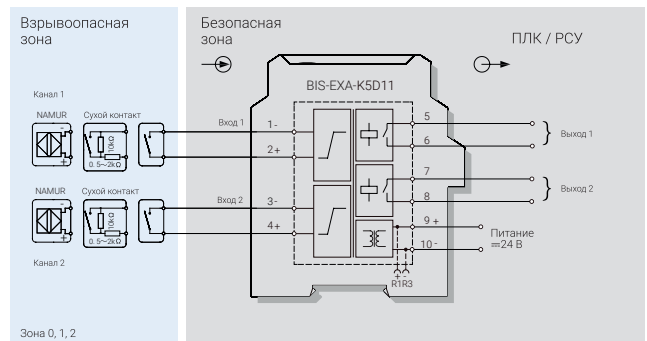 Взрывоопасная
зона
Безопасная
зона
ПЛК / РСУ
BIS-EXA-K5D11
Канал 1
NAMUR
Сухой контакт
-
+
10kΩ
0. 5~2kΩ
Вход 1
1-
2+
5
6
Выход 1
7
8
Выход 2
NAMUR
Сухой контакт
-
+
10kΩ
0. 5~2kΩ
Вход 2
3-
4+
9 +
10-
Питание
⎓24 В
+ -
R1R3
Канал 2
Зона 0, 1, 2